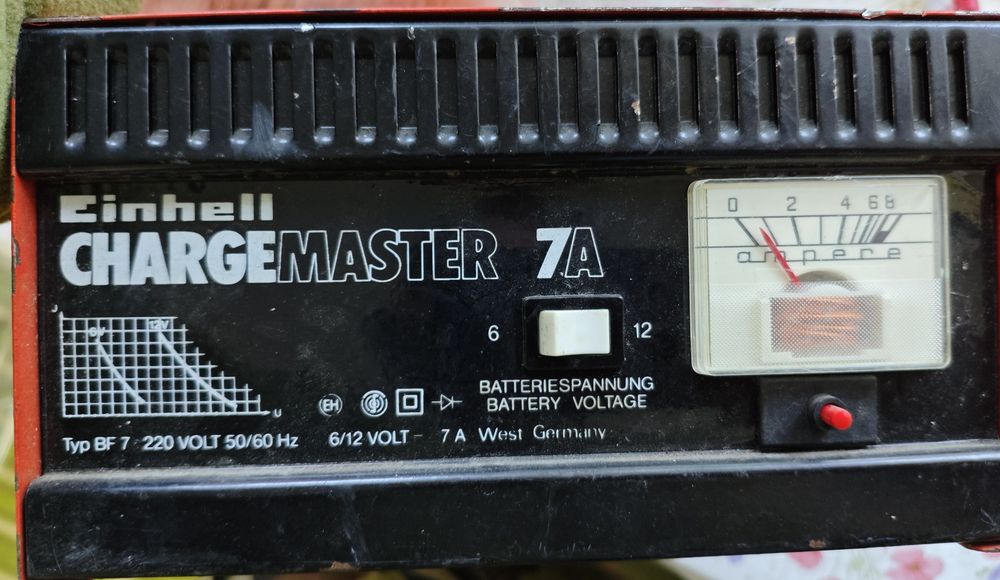 Einhell
CHARGEMASTER 7A
0 2 4 6 8
ampere
J
6V 12V
U
6 12
BATTERIESPANNUNG
BATTERY VOLTAGE
EH
Typ BF 7 220 VOLT 50/60 Hz 6/12 VOLT - 7 A West Germany